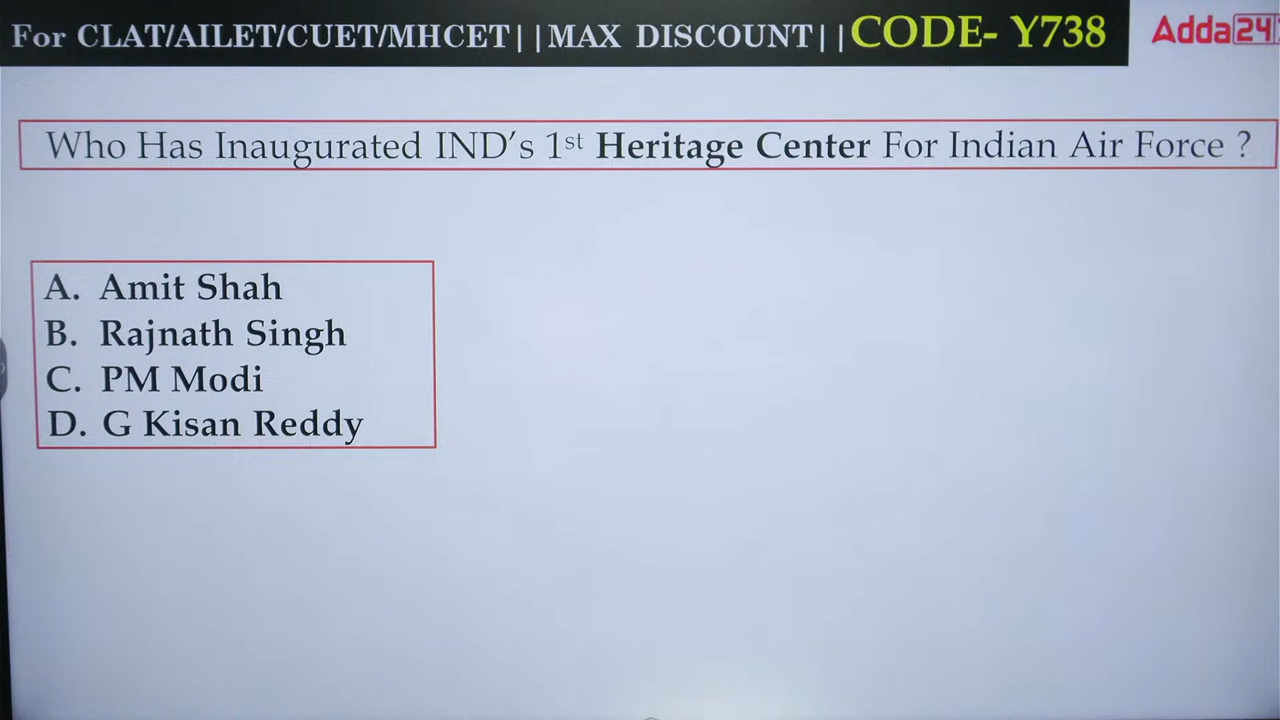 For CLAT/AILET/CUET/MHCET||MAX DISCOUNT||CODE- Y738
Adda24
Who Has Inaugurated IND's 1st Heritage Center For Indian Air Force ?
A. Amit Shah
B. Rajnath Singh
C. PM Modi
D. G Kisan Reddy